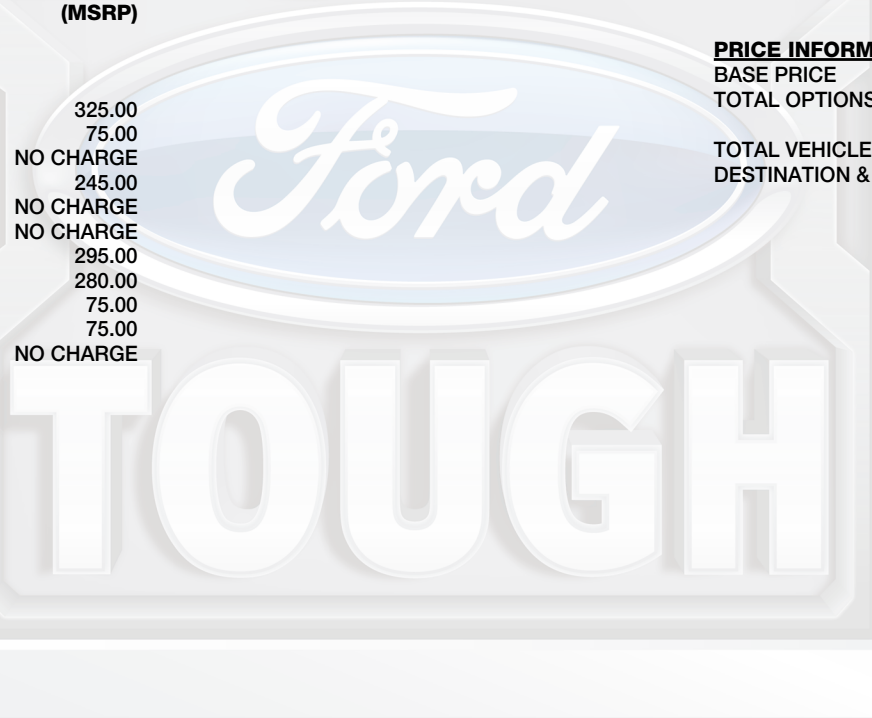 (MSRP)
325.00
75.00
NO CHARGE
245.00
NO CHARGE
NO CHARGE
295.00
280.00
75.00
75.00
NO CHARGE
PRICE INFORM
BASE PRICE
TOTAL OPTIONS
TOTAL VEHICLE
DESTINATION &
Ford
TOUGH